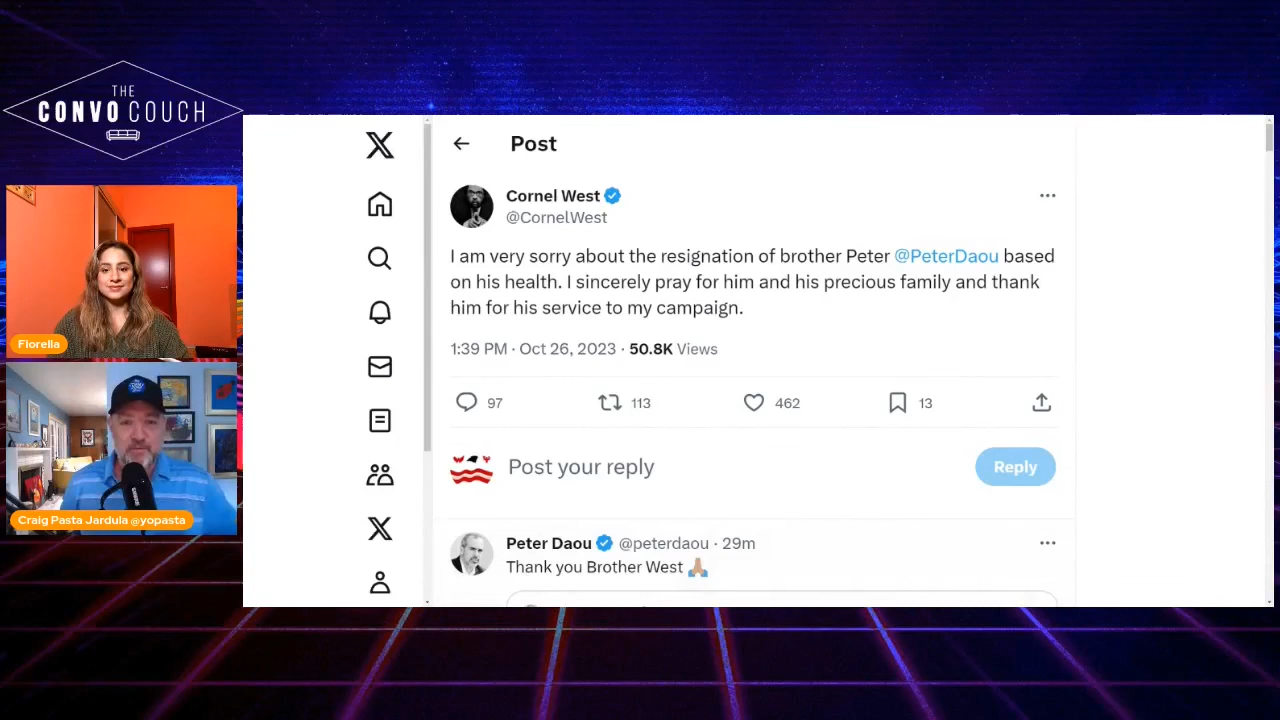 THE
CONVO COUCH
Fiorella
Craig Pasta Jardula @yopasta
Post
Cornel West
@CornelWest
I am very sorry about the resignation of brother Peter @PeterDaou based
on his health. I sincerely pray for him and his precious family and thank
him for his service to my campaign.
1:39 PM · Oct 26, 2023 · 50.8K Views
97 113 462 13
Post your reply
Reply
Peter Daou @peterdaou · 29m
Thank you Brother West 🙏🏽